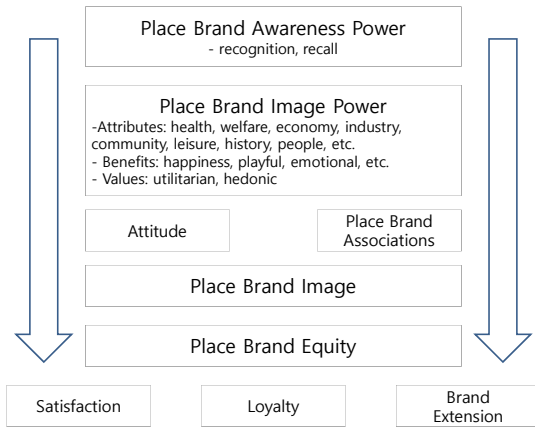 Place Brand Awareness Power
- recognition, recall
Place Brand Image Power
-Attributes: health, welfare, economy, industry,
community, leisure, history, people, etc.
- Benefits: happiness, playful, emotional, etc.
- Values: utilitarian, hedonic
Attitude
Place Brand
Associations
Place Brand Image
Place Brand Equity
Satisfaction
Loyalty
Brand
Extension